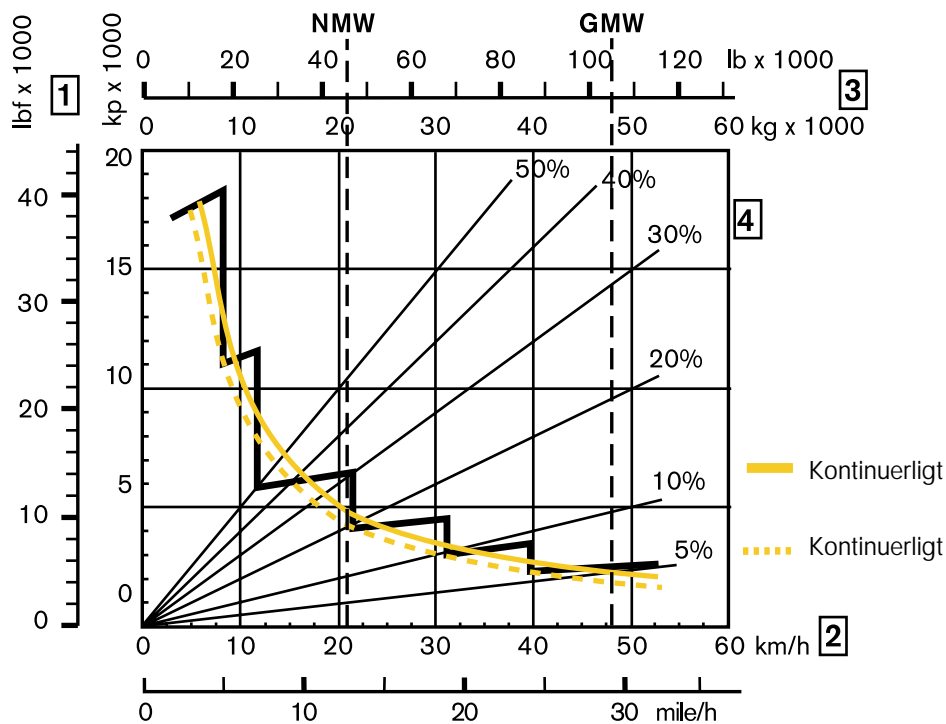 NMW GMW
0 20 40 60 80 100 120 lb x 1000
1
3
lbf x 1000
kp x 1000
0 10 20 30 40 50 60 kg x 1000
20
50%
40%
4
40
30%
15
30
20%
10
20
Kontinuerligt
10%
5
10
Kontinuerligt
5%
0
0
0 10 20 30 40 50 60 km/h 2
0 10 20 30 mile/h